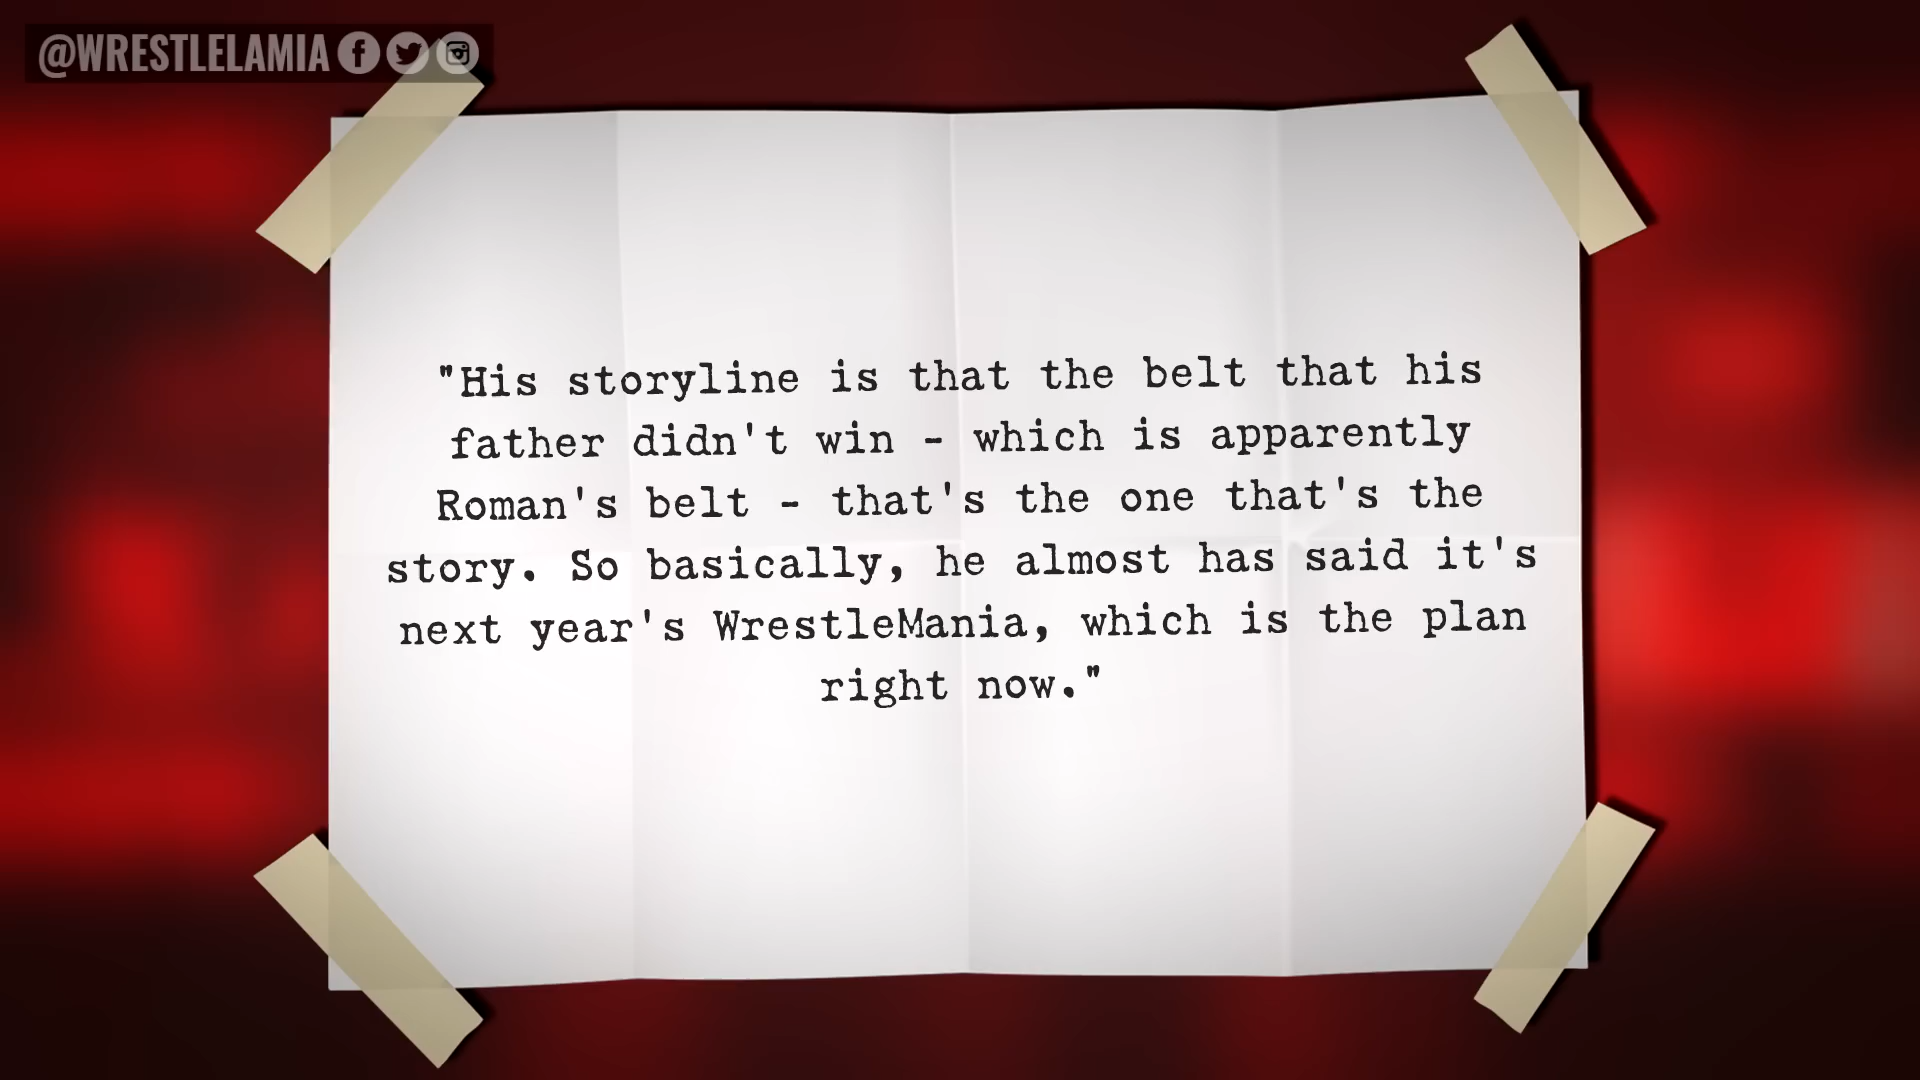 @WRESTLELAMIA
"His storyline is that the belt that his
father didn't win - which is apparently
Roman's belt - that's the one that's the
story. So basically, he almost has said it's
next year's WrestleMania, which is the plan
right now."